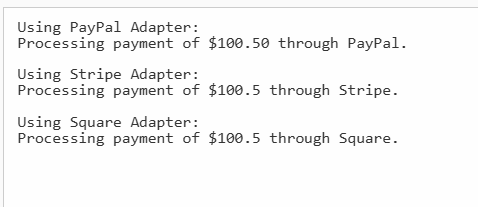 Using PayPal Adapter:
Processing payment of $100.50 through PayPal.
Using Stripe Adapter:
Processing payment of $100.5 through Stripe.
Using Square Adapter:
Processing payment of $100.5 through Square.